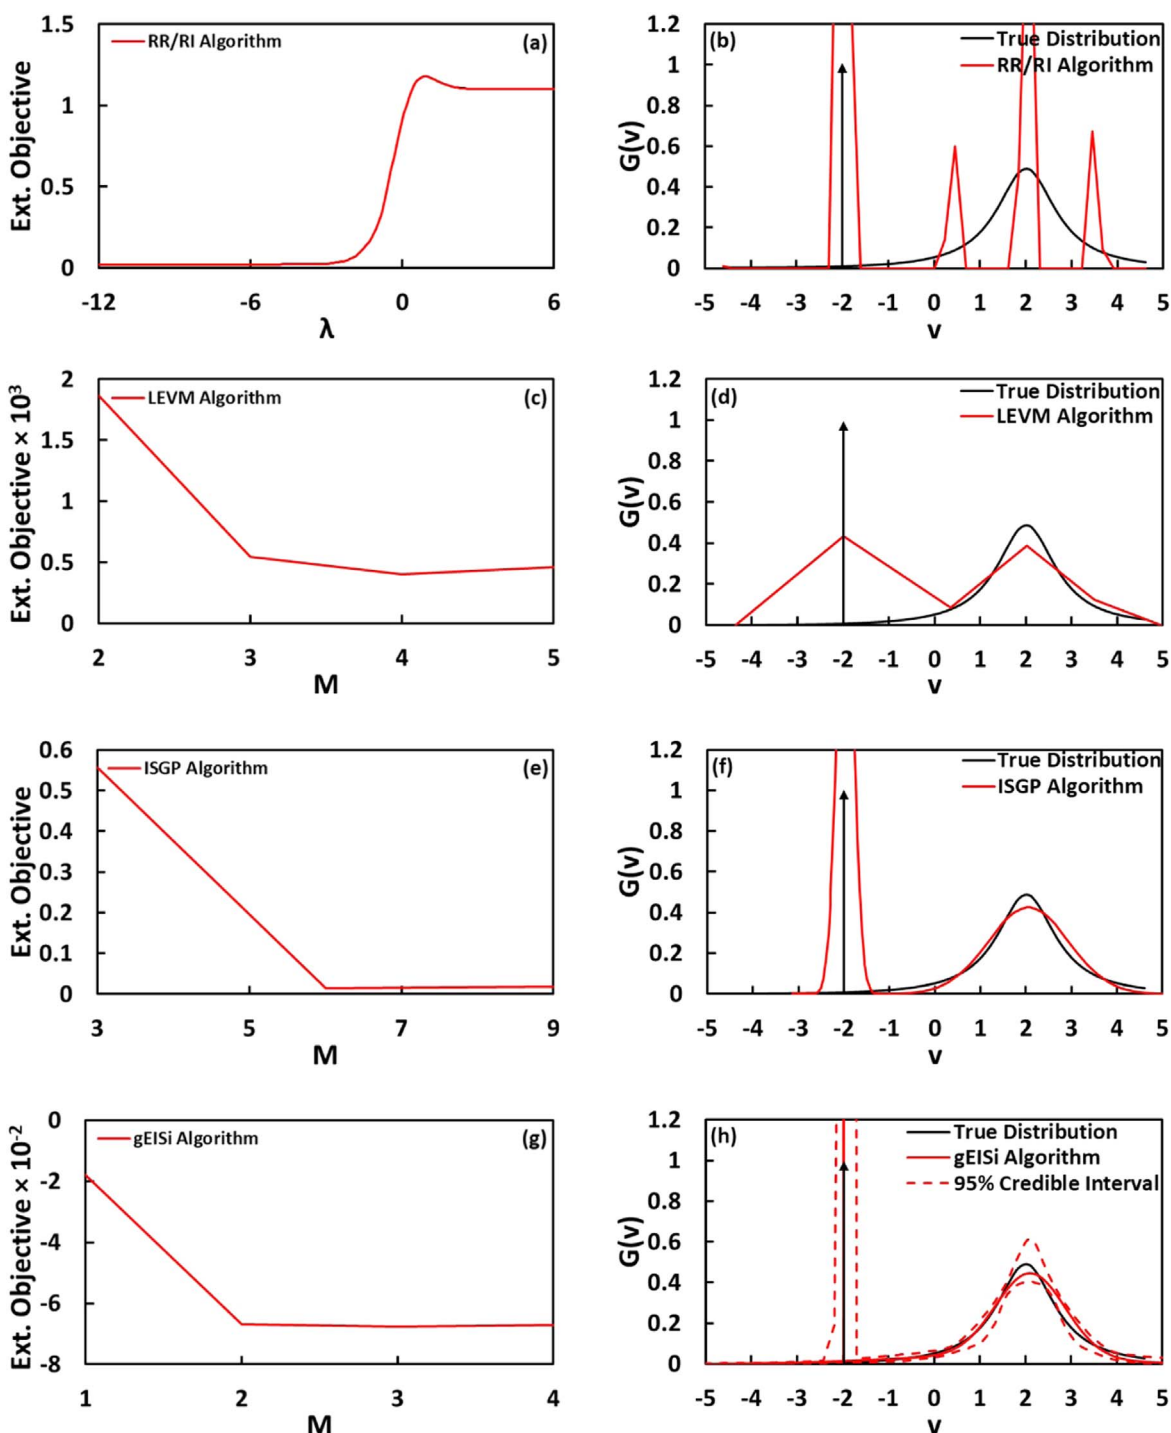 1.5
1
0.5
0
Ext. Objective
RR/RI Algorithm
(a)
-12
-6
0
6
λ
1.2
1
0.8
0.6
0.4
0.2
0
G(v)
(b)
True Distribution
RR/RI Algorithm
-5 -4 -3 -2 -1 0 1 2 3 4 5
v
2
1.5
1
0.5
0
Ext. Objective × 10³
LEVM Algorithm
(c)
2
3
4
5
M
1.2
1
0.8
0.6
0.4
0.2
0
G(v)
(d)
True Distribution
LEVM Algorithm
-5 -4 -3 -2 -1 0 1 2 3 4 5
v
0.6
0.5
0.4
0.3
0.2
0.1
0
Ext. Objective
ISGP Algorithm
(e)
3
5
7
9
M
1.2
1
0.8
0.6
0.4
0.2
0
G(v)
(f)
True Distribution
ISGP Algorithm
-5 -4 -3 -2 -1 0 1 2 3 4 5
v
0
-2
-4
-6
-8
Ext. Objective × 10⁻²
gEISi Algorithm
(g)
1
2
3
4
M
1.2
1
0.8
0.6
0.4
0.2
0
G(v)
(h)
True Distribution
gEISi Algorithm
95% Credible Interval
-5 -4 -3 -2 -1 0 1 2 3 4 5
v